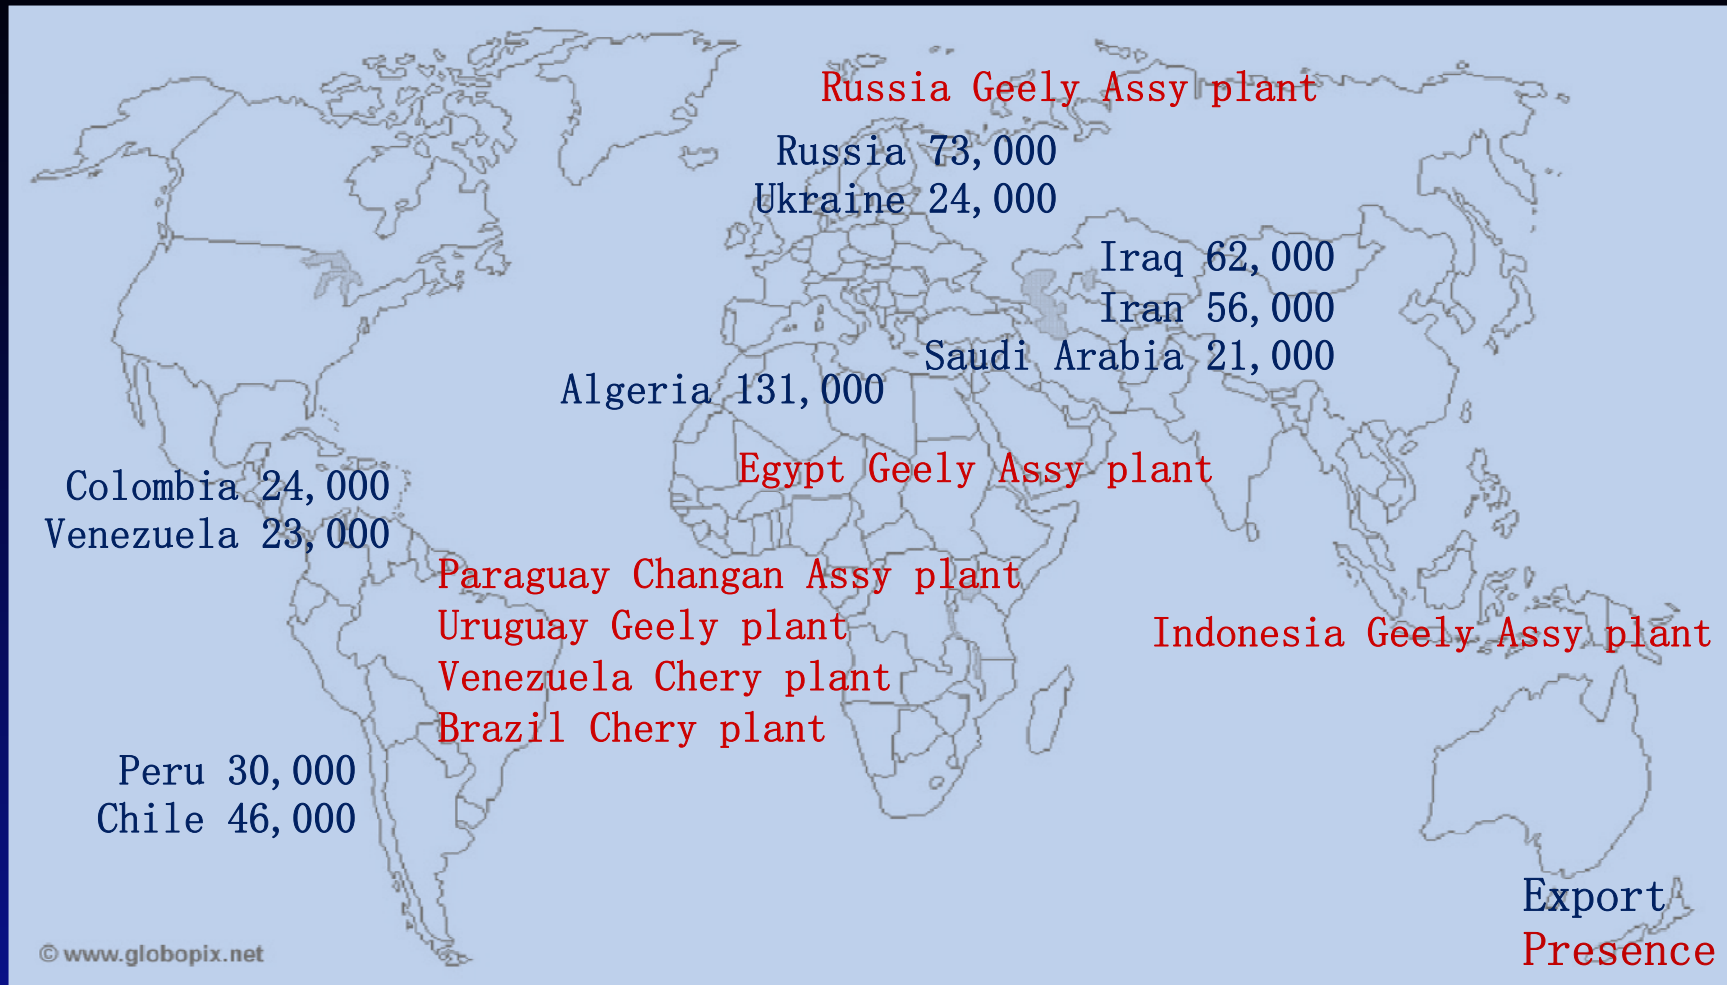 Russia Geely Assy plant
Russia 73,000
Ukraine 24,000
Iraq 62,000
Iran 56,000
Saudi Arabia 21,000
Algeria 131,000
Egypt Geely Assy plant
Colombia 24,000
Venezuela 23,000
Paraguay Changan Assy plant
Uruguay Geely plant
Venezuela Chery plant
Brazil Chery plant
Indonesia Geely Assy plant
Peru 30,000
Chile 46,000
Export
Presence
© www.globopix.net